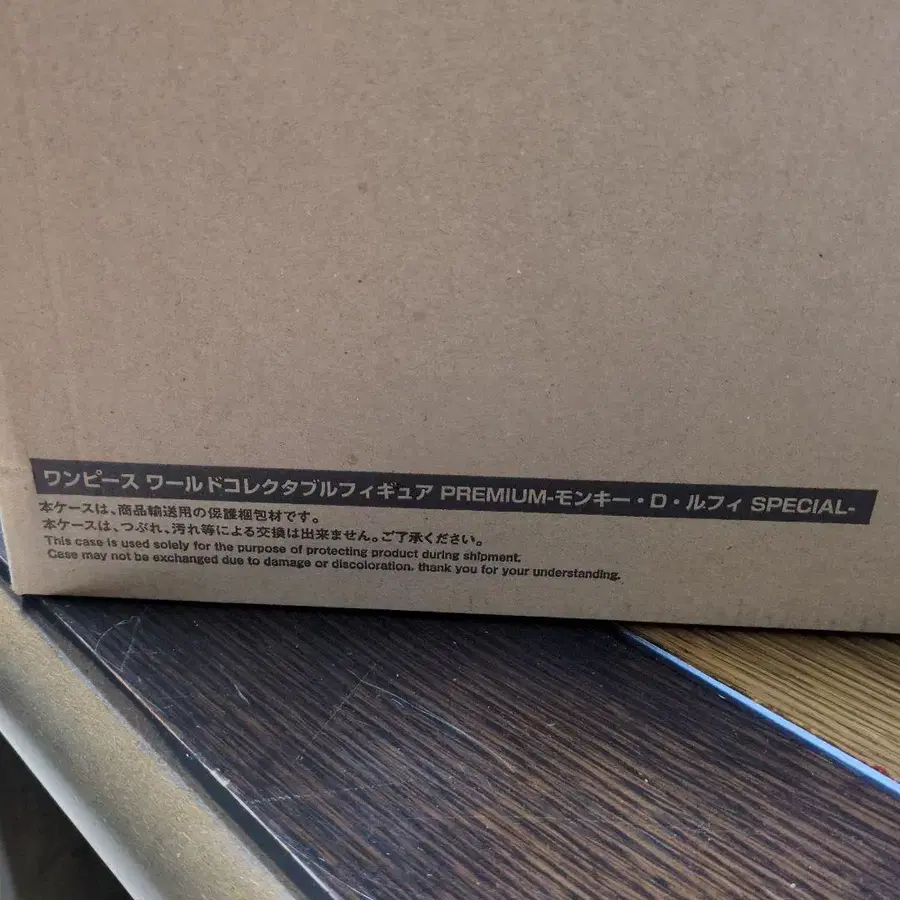 ワンピース ワールドコレクタブルフィギュア PREMIUM-モンキー・D・ルフィ SPECIAL-
本ケースは、商品輸送用の保護梱包材です。
本ケースは、つぶれ、汚れ等による交換は出来ません。ご了承ください。
This case is used solely for the purpose of protecting product during shipment.
Case may not be exchanged due to damage or discoloration. thank you for your understanding.